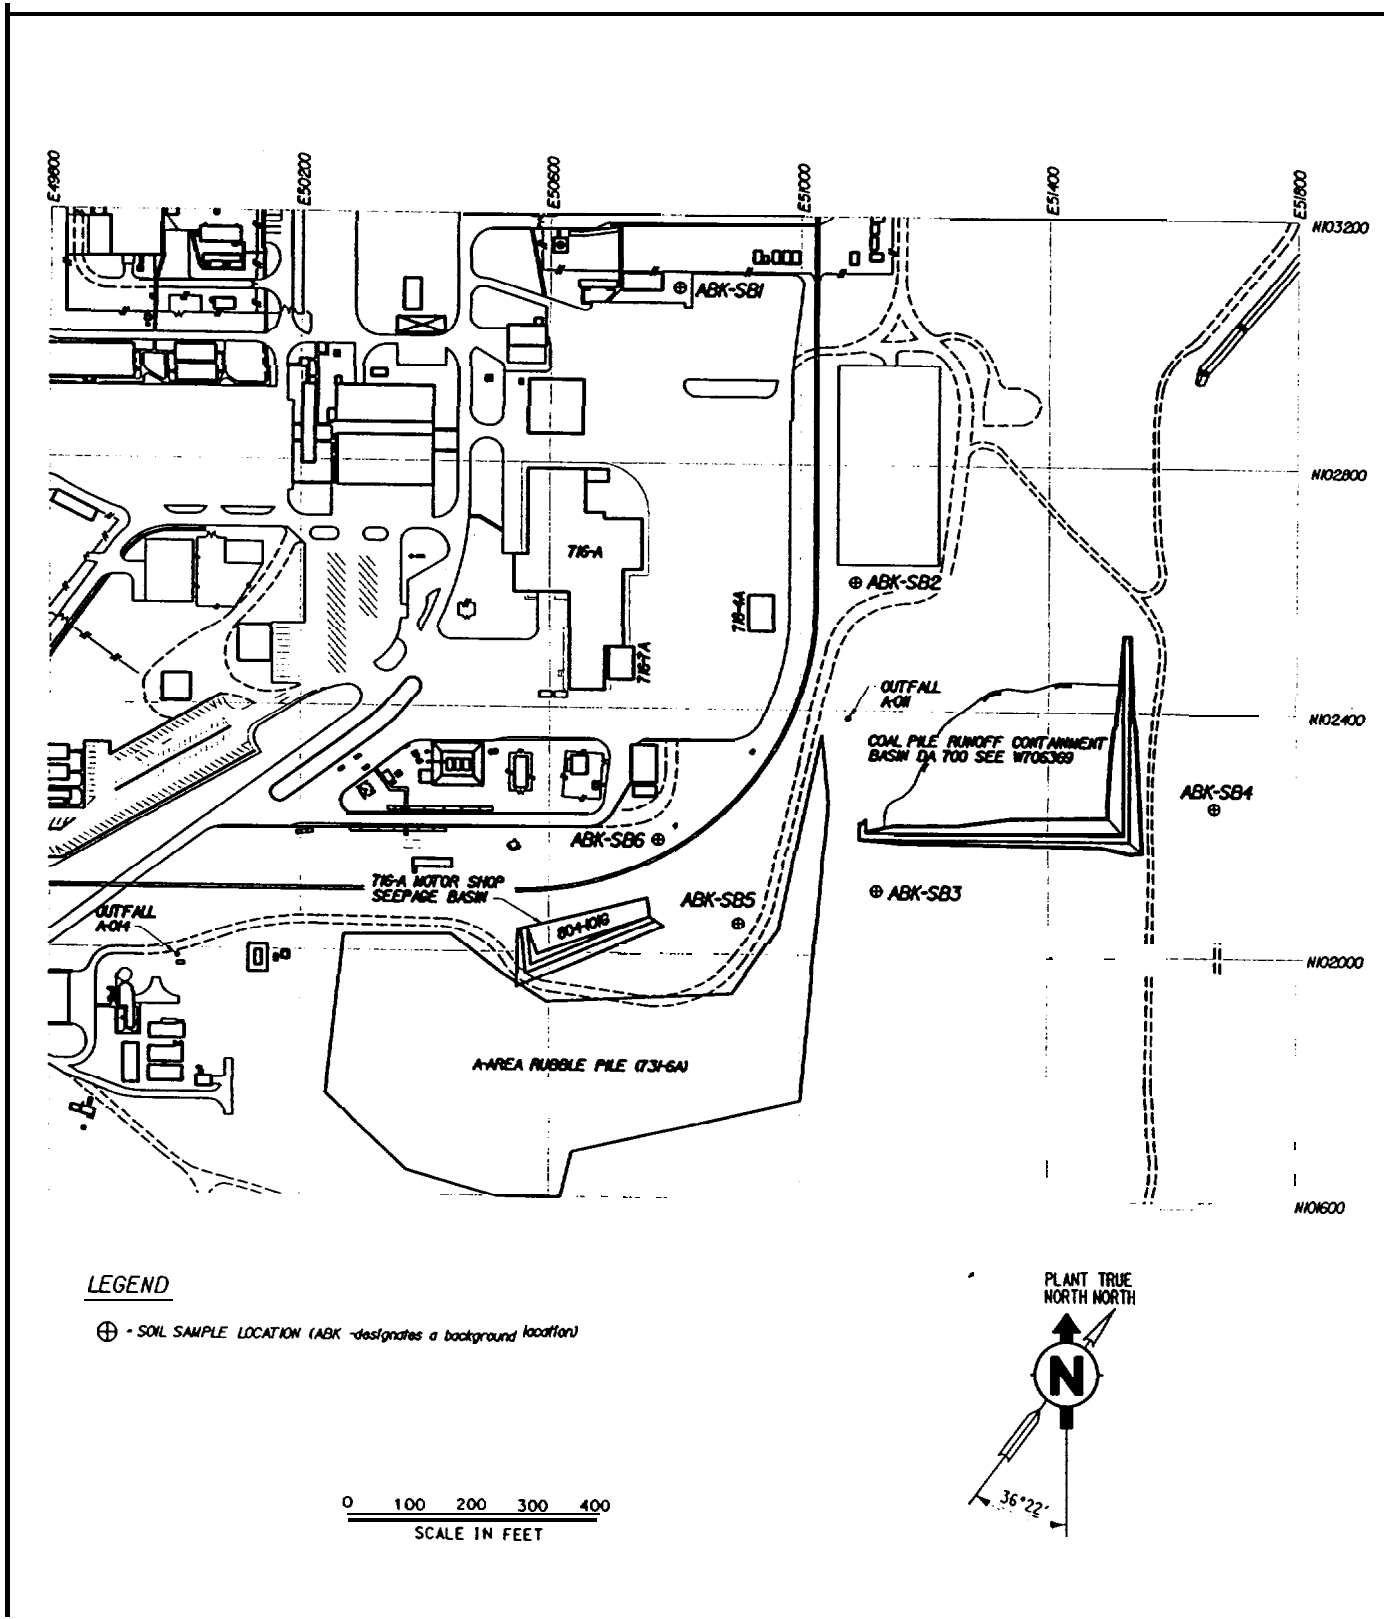 E49800
E50200
E50600
E51000
E51400
E51800
N103200
ABK-SB1
N102800
716-A
ABK-SB2
716-4A
716-7A
OUTFALL
A-011
N102400
COAL PILE RUNOFF CONTAINMENT
BASIN DA 700 SEE W706369
ABK-SB4
ABK-SB6
716-A MOTOR SHOP
SEEPAGE BASIN
ABK-SB3
ABK-SB5
OUTFALL
A-014
904-101G
N102000
A-AREA RUBBLE PILE (731-6A)
N101600
LEGEND
⊕ - SOIL SAMPLE LOCATION (ABK -designates a background location)
PLANT TRUE
NORTH NORTH
N
36°22'
0 100 200 300 400
SCALE IN FEET